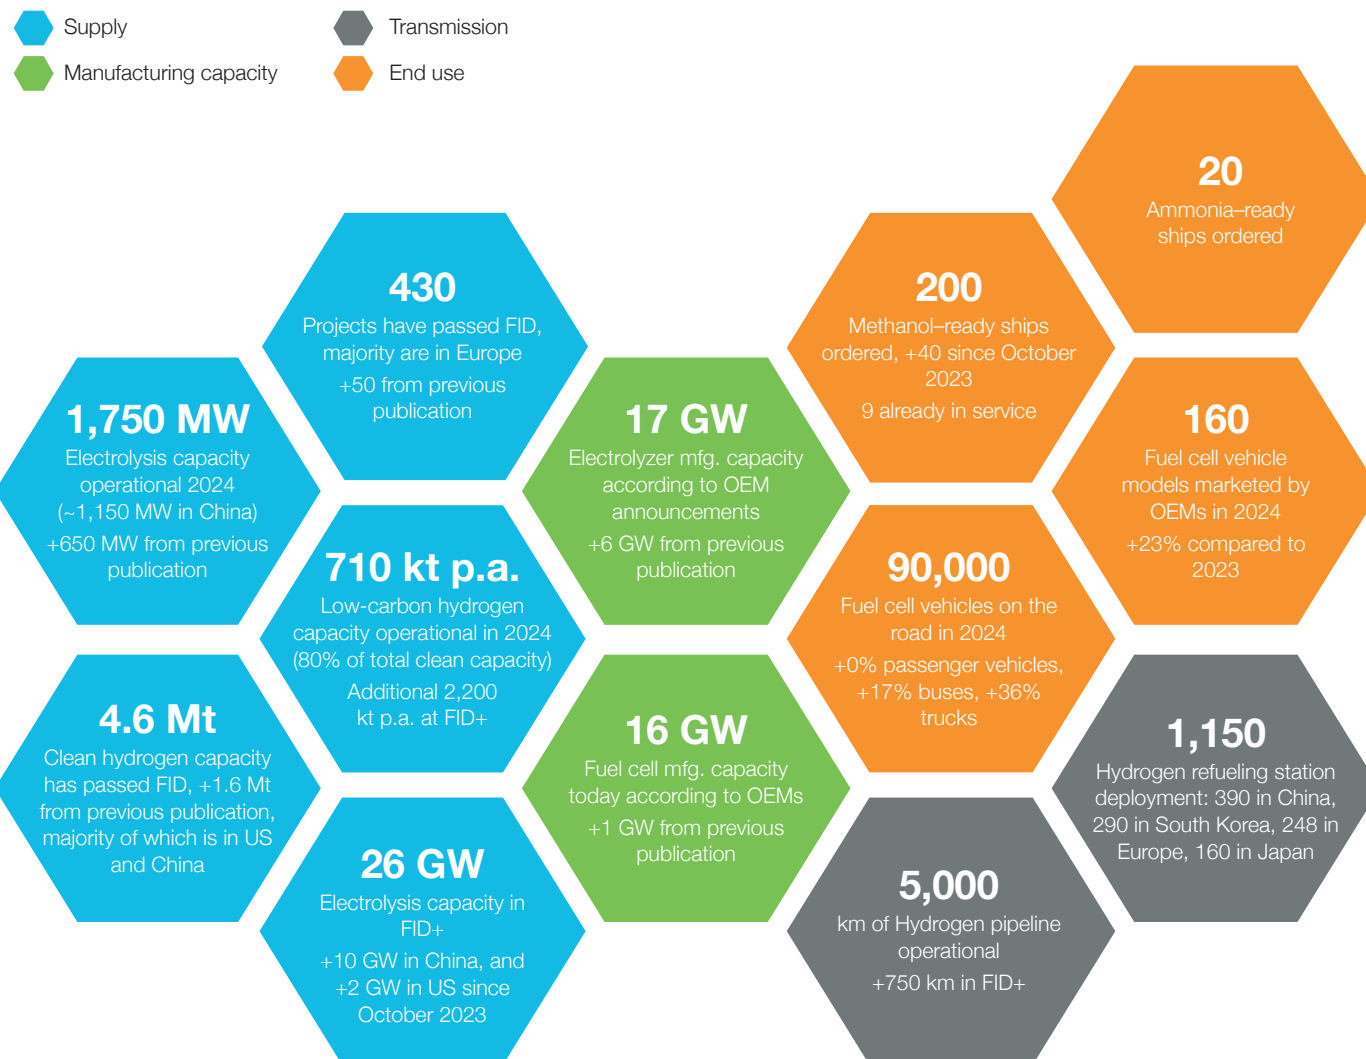 Supply
Transmission
Manufacturing capacity
End use
20
Ammonia–ready
ships ordered
430
Projects have passed FID,
majority are in Europe
+50 from previous
publication
200
Methanol–ready ships
ordered, +40 since October
2023
9 already in service
1,750 MW
Electrolysis capacity
operational 2024
(~1,150 MW in China)
+650 MW from previous
publication
17 GW
Electrolyzer mfg. capacity
according to OEM
announcements
+6 GW from previous
publication
160
Fuel cell vehicle
models marketed by
OEMs in 2024
+23% compared to
2023
710 kt p.a.
Low-carbon hydrogen
capacity operational in 2024
(80% of total clean capacity)
Additional 2,200
kt p.a. at FID+
90,000
Fuel cell vehicles on the
road in 2024
+0% passenger vehicles,
+17% buses, +36%
trucks
4.6 Mt
Clean hydrogen capacity
has passed FID, +1.6 Mt
from previous publication,
majority of which is in US
and China
16 GW
Fuel cell mfg. capacity
today according to OEMs
+1 GW from previous
publication
1,150
Hydrogen refueling station
deployment: 390 in China,
290 in South Korea, 248 in
Europe, 160 in Japan
26 GW
Electrolysis capacity in
FID+
+10 GW in China, and
+2 GW in US since
October 2023
5,000
km of Hydrogen pipeline
operational
+750 km in FID+